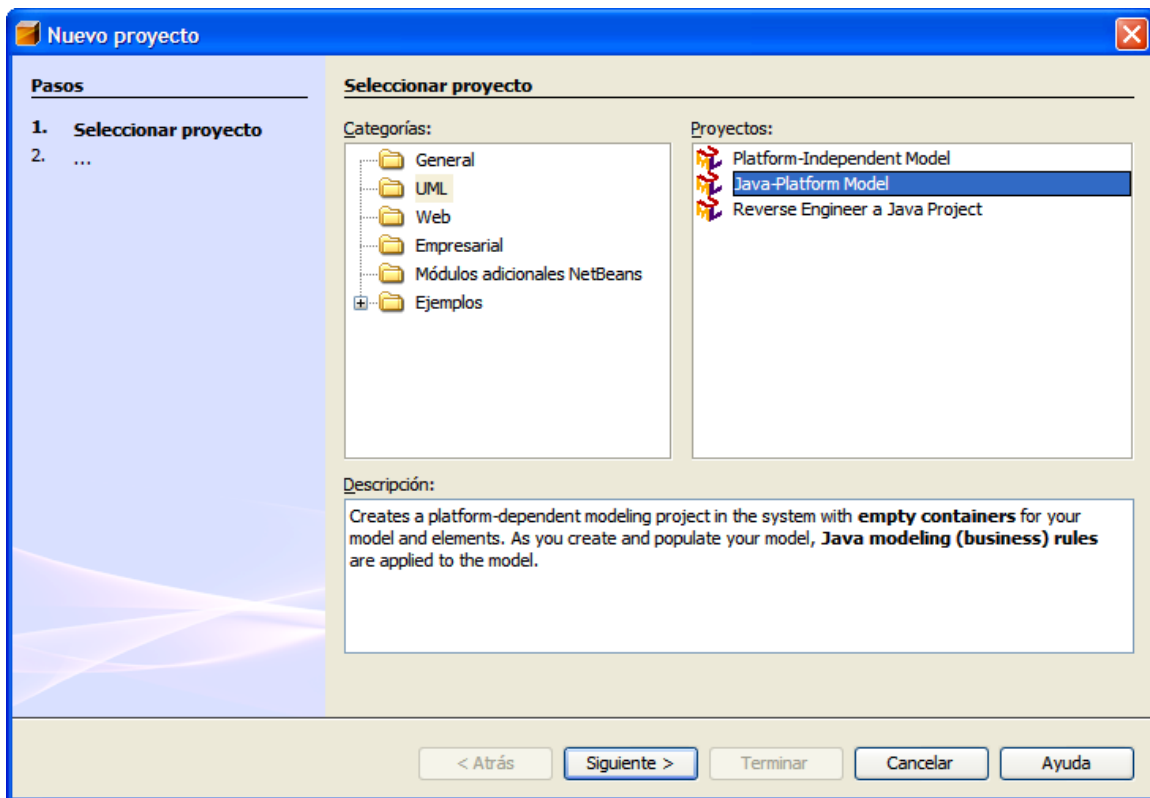 Nuevo proyecto
Pasos
1. Seleccionar proyecto
2. ...
Seleccionar proyecto
Categorías:
General
UML
Web
Empresarial
Módulos adicionales NetBeans
Ejemplos
Proyectos:
Platform-Independent Model
Java-Platform Model
Reverse Engineer a Java Project
Descripción:
Creates a platform-dependent modeling project in the system with empty containers for your
model and elements. As you create and populate your model, Java modeling (business) rules
are applied to the model.
< Atrás
Siguiente >
Terminar
Cancelar
Ayuda